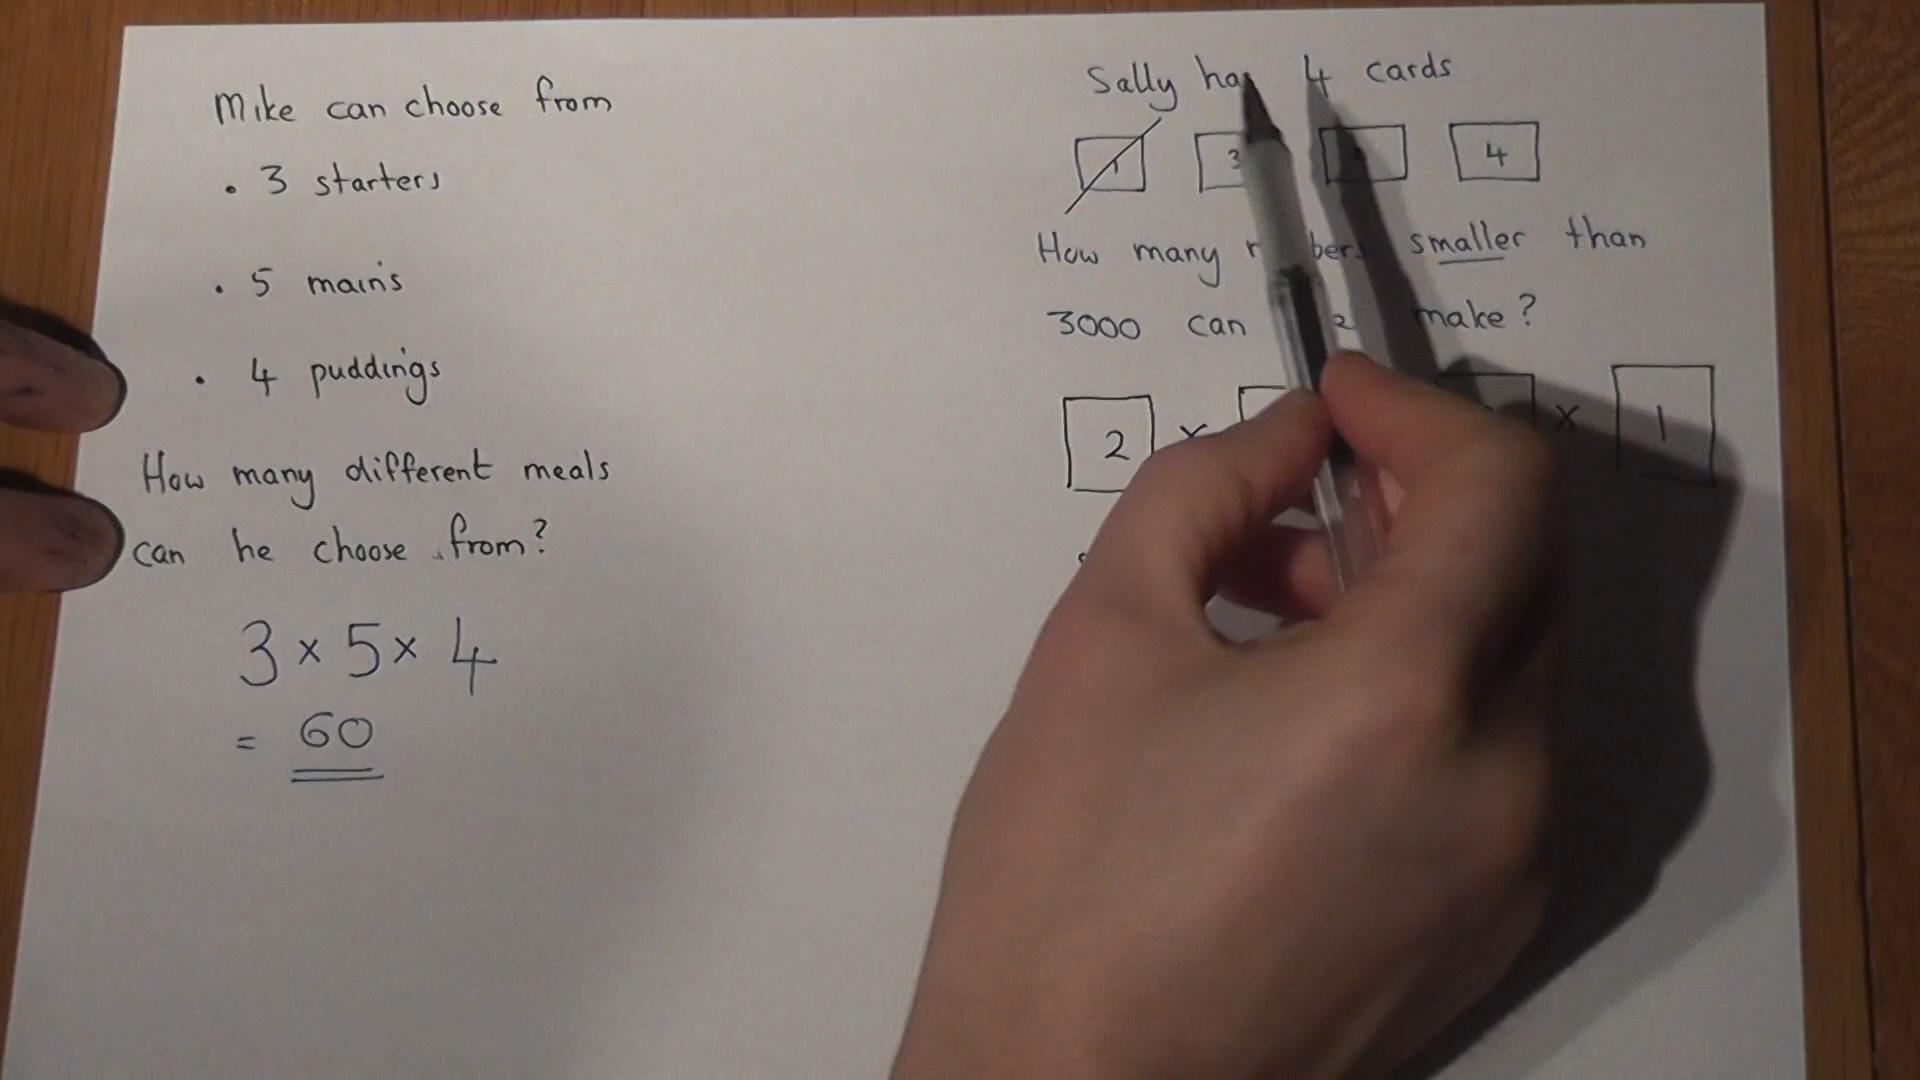 Mike can choose from
• 3 starters
• 5 mains
• 4 puddings
How many different meals
can he choose from?
3 × 5 × 4
= 60
Sally 4 cards
1 3 4
How many smaller than
3000 can make?
2 × × 1